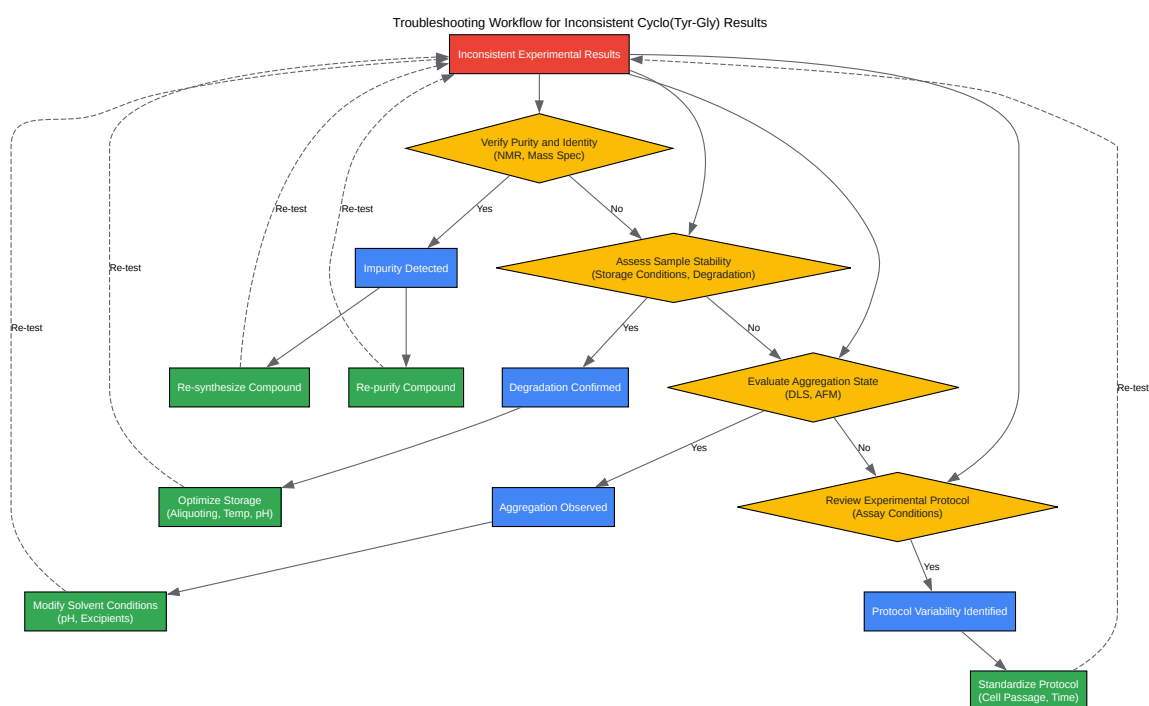 Troubleshooting Workflow for Inconsistent Cyclo(Tyr-Gly) Results
Inconsistent Experimental Results
Verify Purity and Identity
(NMR, Mass Spec)
Re-test
Re-test
Yes
No
Impurity Detected
Assess Sample Stability
(Storage Conditions, Degradation)
Re-test
Re-test
Yes
No
Re-synthesize Compound
Re-purify Compound
Degradation Confirmed
Evaluate Aggregation State
(DLS, AFM)
Re-test
Yes
No
Optimize Storage
(Aliquoting, Temp, pH)
Aggregation Observed
Review Experimental Protocol
(Assay Conditions)
Yes
Modify Solvent Conditions
(pH, Excipients)
Protocol Variability Identified
Standardize Protocol
(Cell Passage, Time)